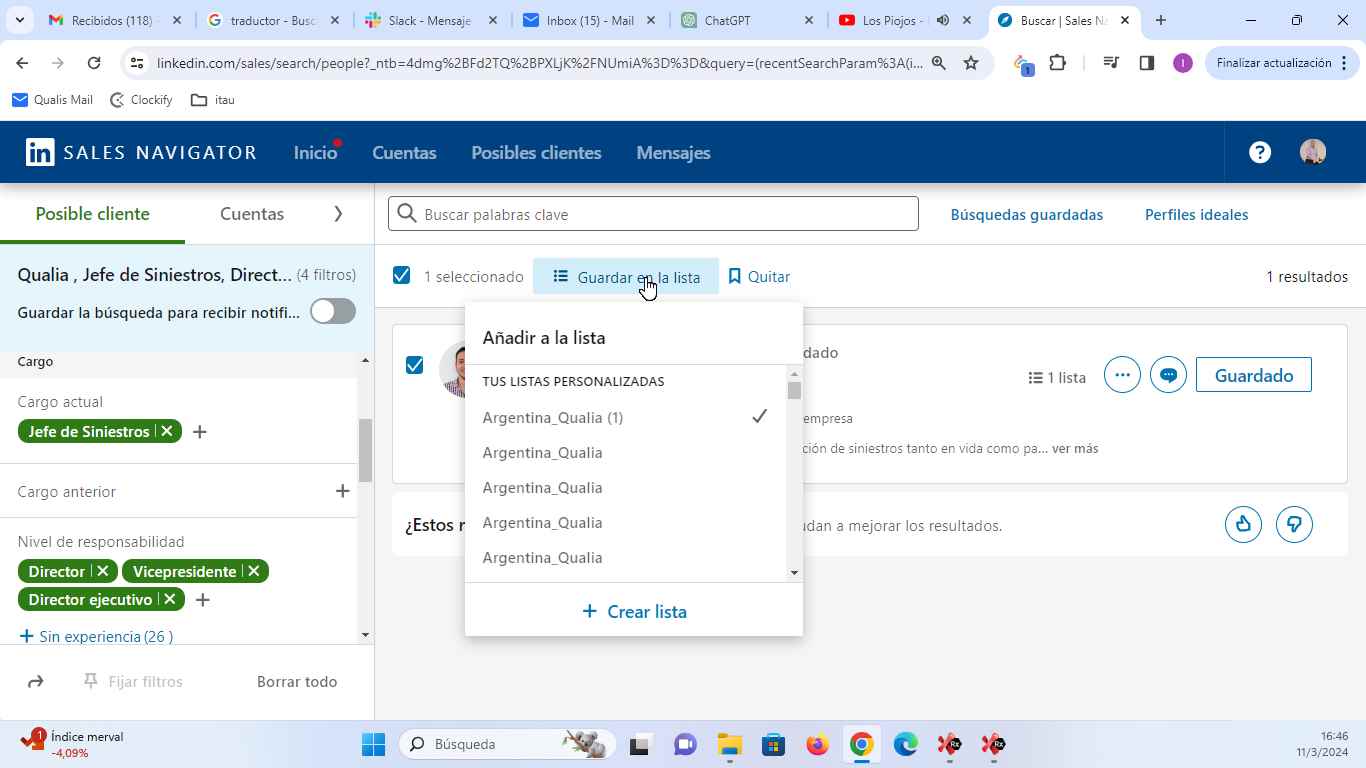 Recibidos (118) -
traductor - Busc
Slack - Mensaje
Inbox (15) - Mail
ChatGPT
Los Piojos -
Buscar | Sales Na
linkedin.com/sales/search/people?_ntb=4dmg%2BFd2TQ%2BPXLjK%2FNUmiA%3D%3D&query=(recentSearchParam%3A(i...
1
I
Finalizar actualización
Qualis Mail
Clockify
itau
in SALES NAVIGATOR
Inicio
Cuentas
Posibles clientes
Mensajes
?
Posible cliente
Cuentas
Buscar palabras clave
Búsquedas guardadas
Perfiles ideales
Qualia , Jefe de Siniestros, Direct... (4 filtros)
Guardar la búsqueda para recibir notifi...
1 seleccionado
Guardar en la lista
Quitar
1 resultados
Cargo
Cargo actual
Jefe de Siniestros
Cargo anterior
Nivel de responsabilidad
Director
Vicepresidente
Director ejecutivo
+ Sin experiencia (26 )
Fijar filtros
Borrar todo
Añadir a la lista
TUS LISTAS PERSONALIZADAS
Argentina_Qualia (1)
Argentina_Qualia
Argentina_Qualia
Argentina_Qualia
Argentina_Qualia
+ Crear lista
dado
1 lista
Guardado
empresa
ción de siniestros tanto en vida como pa... ver más
¿Estos r
udan a mejorar los resultados.
1
Índice merval
-4,09%
Búsqueda
Rx
Rx
16:46
11/3/2024